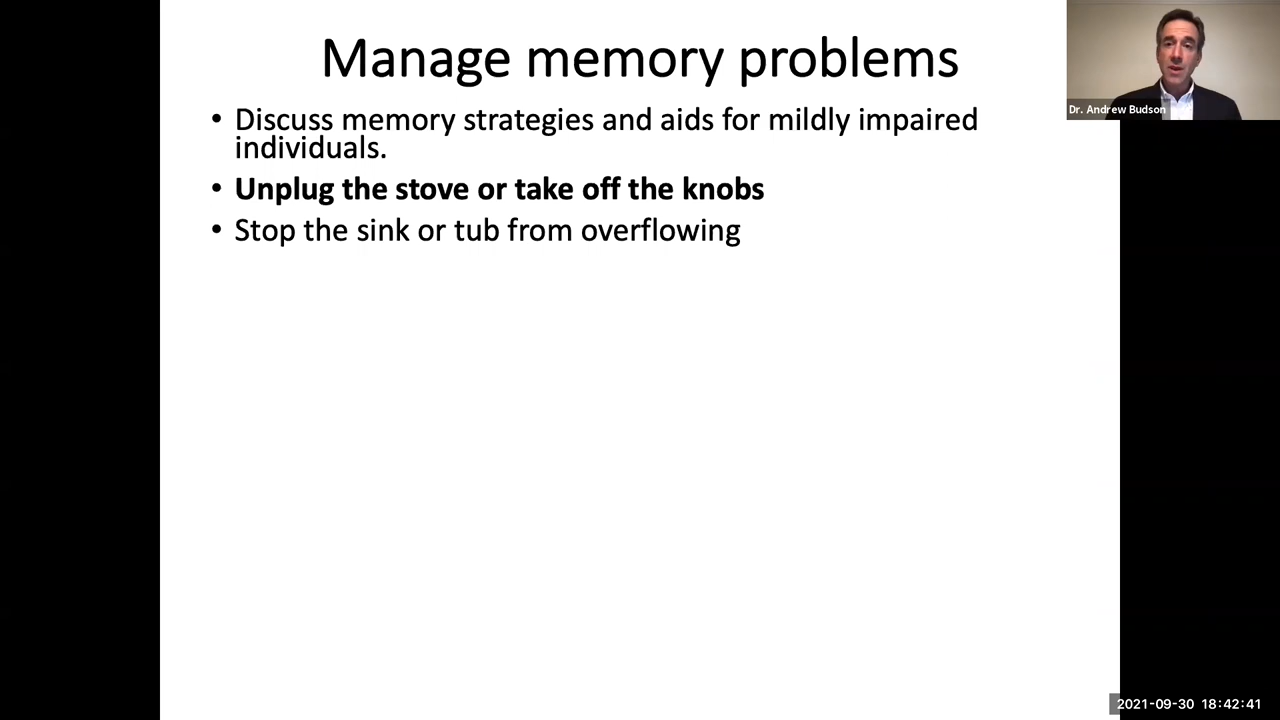 Manage memory problems
Dr. Andrew Budson
• Discuss memory strategies and aids for mildly impaired
individuals.
• Unplug the stove or take off the knobs
• Stop the sink or tub from overflowing
2021-09-30 18:42:41